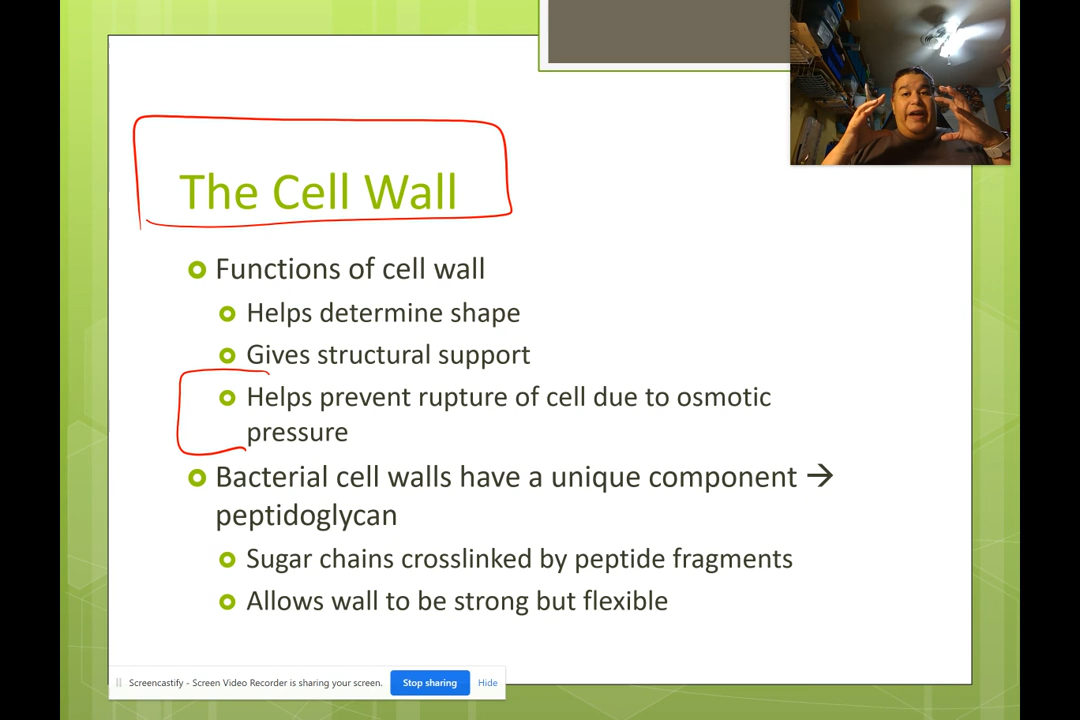 The Cell Wall
Functions of cell wall
Helps determine shape
Gives structural support
Helps prevent rupture of cell due to osmotic
pressure
Bacterial cell walls have a unique component →
peptidoglycan
Sugar chains crosslinked by peptide fragments
Allows wall to be strong but flexible
Screencastify - Screen Video Recorder is sharing your screen. Stop sharing Hide